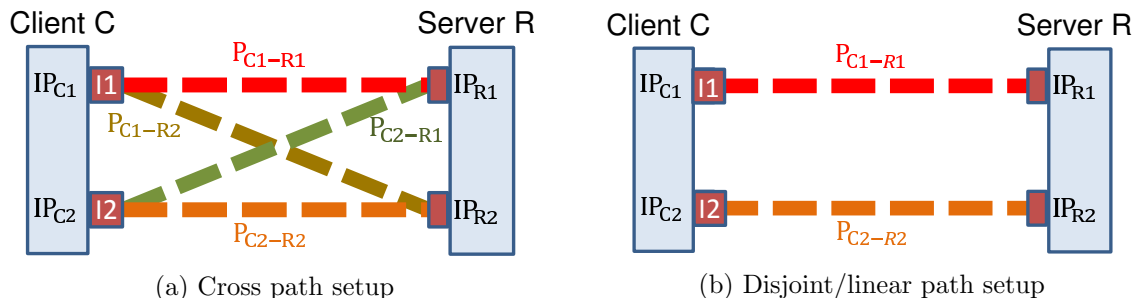 Client C
Server R
P_C1−R1
IP_C1
I1
IP_R1
P_C1−R2
P_C2−R1
IP_C2
I2
IP_R2
P_C2−R2
(a) Cross path setup
Client C
Server R
P_C1−R1
IP_C1
I1
IP_R1
IP_C2
I2
IP_R2
P_C2−R2
(b) Disjoint/linear path setup